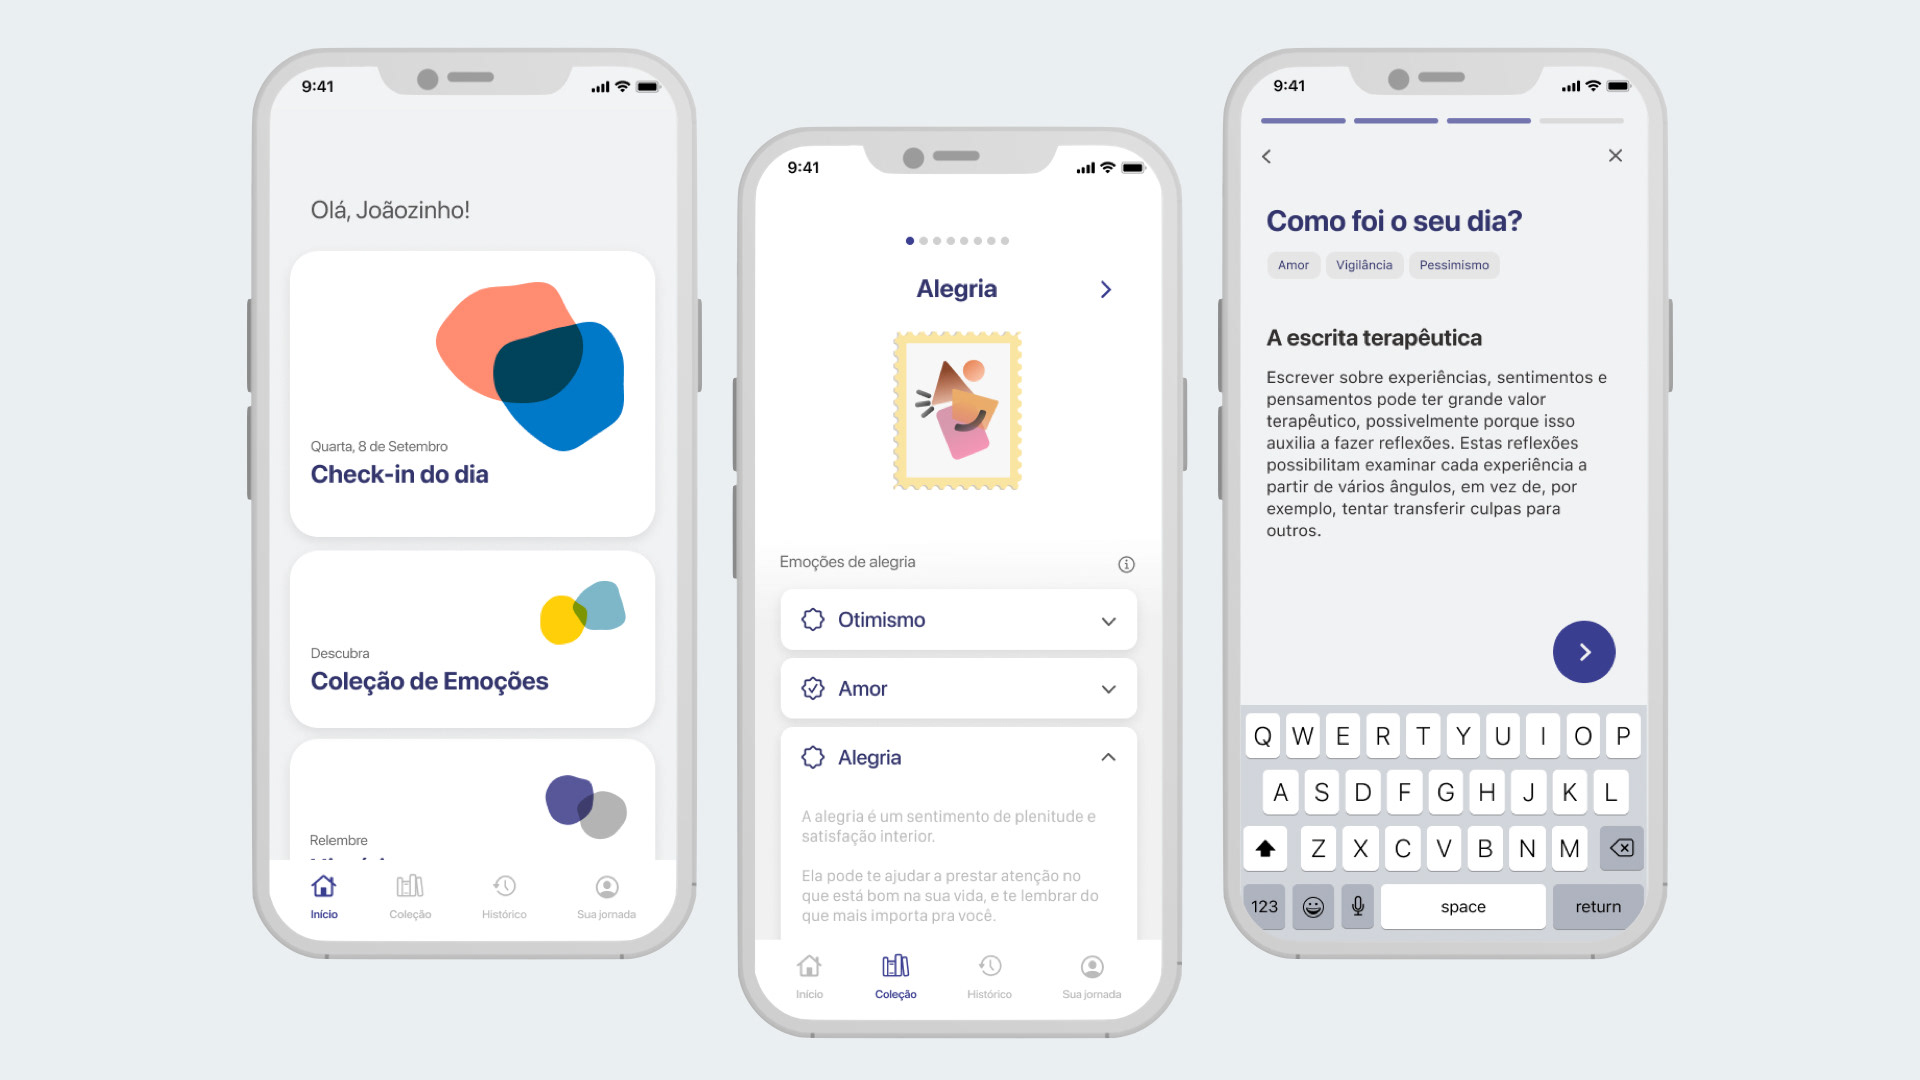 9:41
Olá, Joãozinho!
Quarta, 8 de Setembro
Check-in do dia
Descubra
Coleção de Emoções
Relembre
Início
Coleção
Histórico
Sua jornada
9:41
Alegria
Emoções de alegria
Otimismo
Amor
Alegria
A alegria é um sentimento de plenitude e
satisfação interior.
Ela pode te ajudar a prestar atenção no
que está bom na sua vida, e te lembrar do
que mais importa pra você.
Início
Coleção
Histórico
Sua jornada
9:41
Como foi o seu dia?
Amor Vigilância Pessimismo
A escrita terapêutica
Escrever sobre experiências, sentimentos e
pensamentos pode ter grande valor
terapêutico, possivelmente porque isso
auxilia a fazer reflexões. Estas reflexões
possibilitam examinar cada experiência a
partir de vários ângulos, em vez de, por
exemplo, tentar transferir culpas para
outros.
Q W E R T Y U I O P
A S D F G H J K L
Z X C V B N M
123 space return